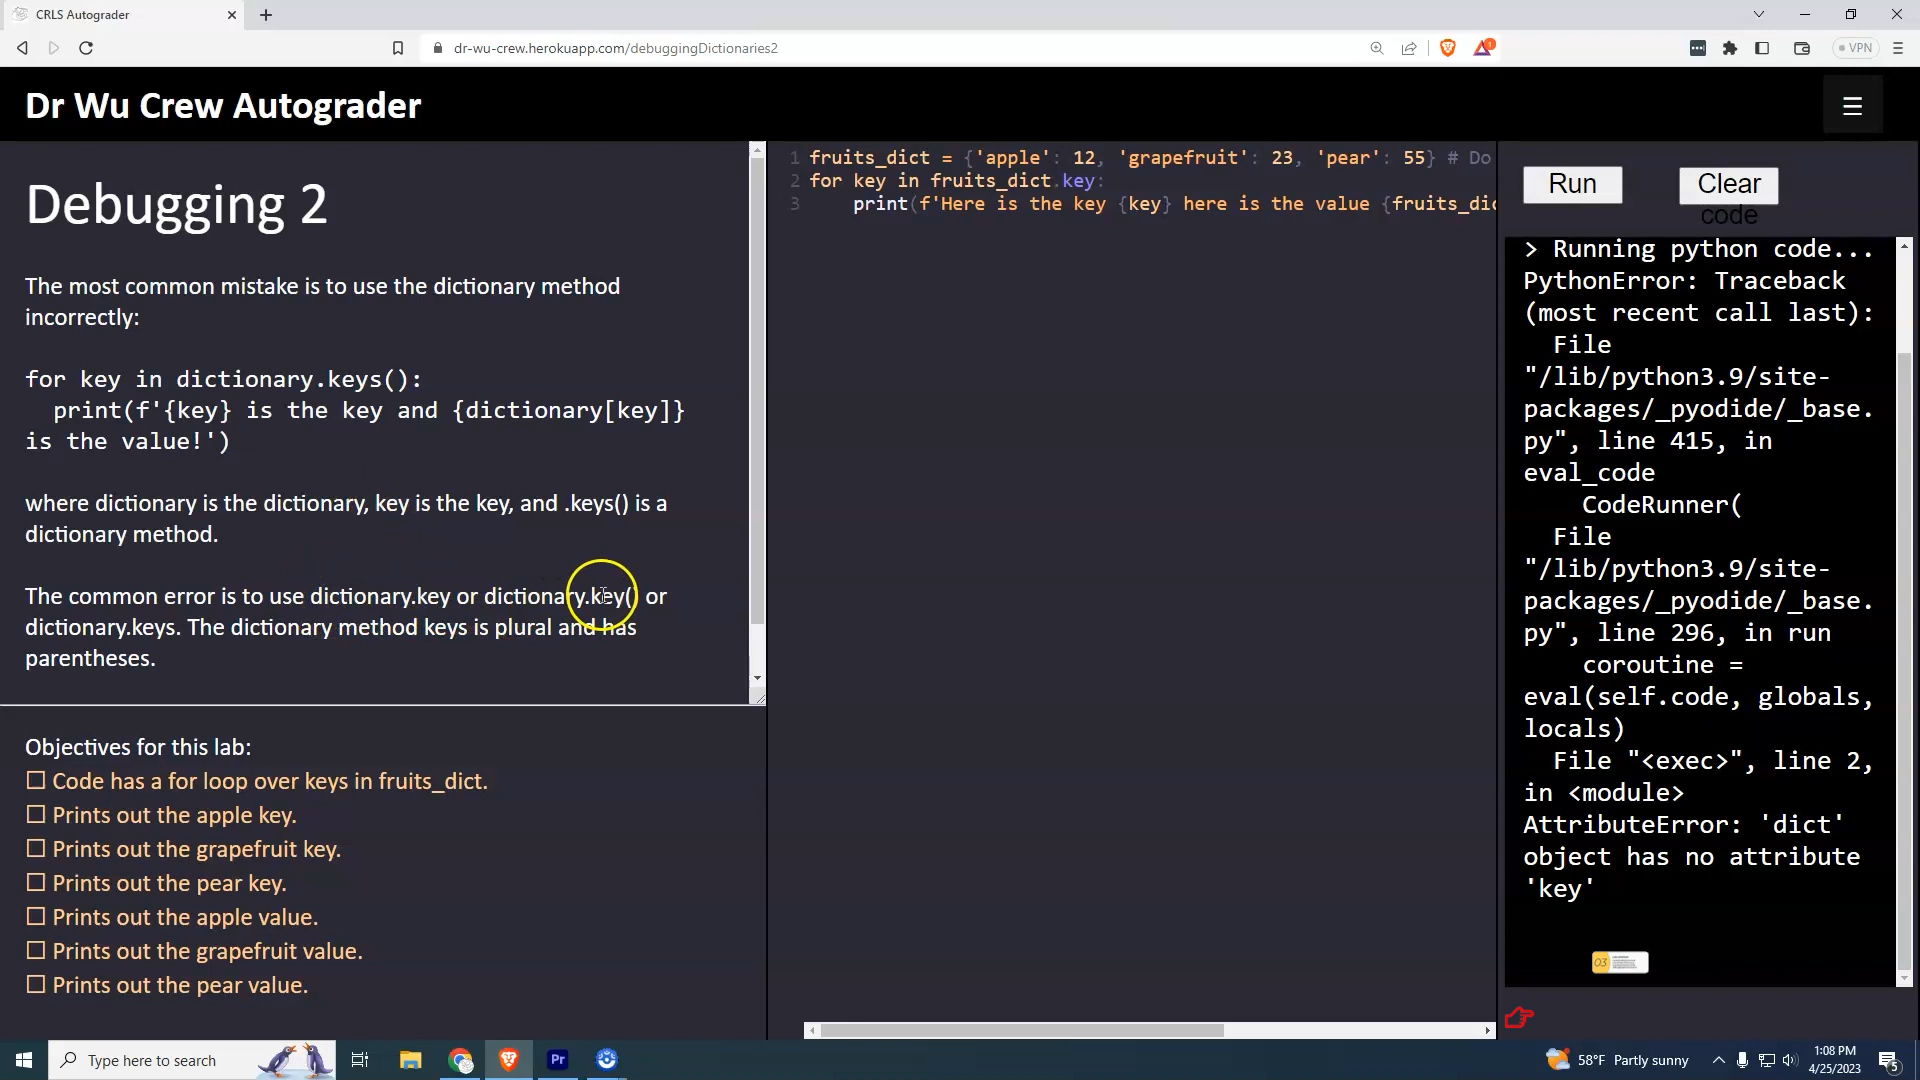 CRLS Autograder
dr-wu-crew.herokuapp.com/debuggingDictionaries2
VPN
Dr Wu Crew Autograder
Debugging 2
The most common mistake is to use the dictionary method
incorrectly:
for key in dictionary.keys():
print(f'{key} is the key and {dictionary[key]}
is the value!')
where dictionary is the dictionary, key is the key, and .keys() is a
dictionary method.
The common error is to use dictionary.key or dictionary.key() or
dictionary.keys. The dictionary method keys is plural and has
parentheses.
Objectives for this lab:
Code has a for loop over keys in fruits_dict.
Prints out the apple key.
Prints out the grapefruit key.
Prints out the pear key.
Prints out the apple value.
Prints out the grapefruit value.
Prints out the pear value.
1 fruits_dict = {'apple': 12, 'grapefruit': 23, 'pear': 55} # Do
2 for key in fruits_dict.key:
3 print(f'Here is the key {key} here is the value {fruits_dic
Run
Clear
code
> Running python code...
PythonError: Traceback
(most recent call last):
File
"/lib/python3.9/site-
packages/_pyodide/_base.
py", line 415, in
eval_code
CodeRunner(
File
"/lib/python3.9/site-
packages/_pyodide/_base.
py", line 296, in run
coroutine =
eval(self.code, globals,
locals)
File "<exec>", line 2,
in <module>
AttributeError: 'dict'
object has no attribute
'key'
03
Type here to search
Pr
58°F Partly sunny
1:08 PM
4/25/2023
5